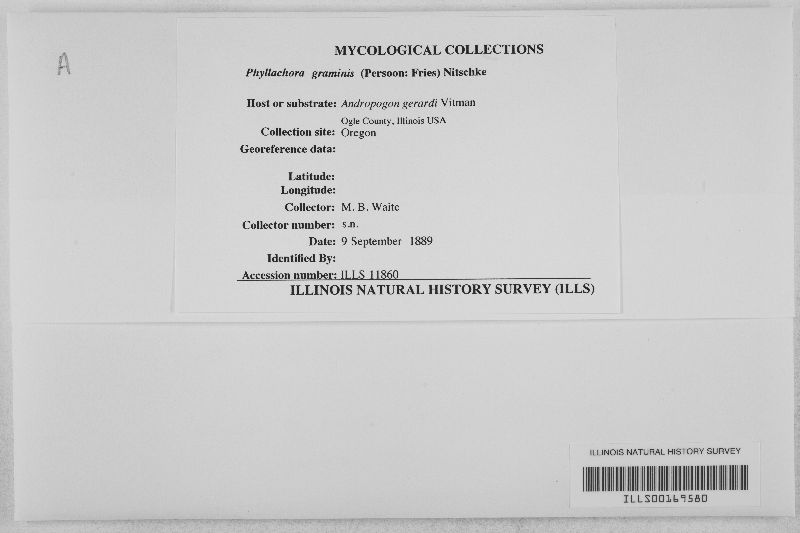 A
MYCOLOGICAL COLLECTIONS
Phyllachora graminis (Persoon: Fries) Nitschke
Host or substrate: Andropogon gerardi Vitman
Ogle County, Illinois USA
Collection site: Oregon
Georeference data:
Latitude:
Longitude:
Collector: M. B. Waite
Collector number: s.n.
Date: 9 September 1889
Identified By:
Accession number: ILLS 11860
ILLINOIS NATURAL HISTORY SURVEY (ILLS)
ILLINOIS NATURAL HISTORY SURVEY
ILLS00169580